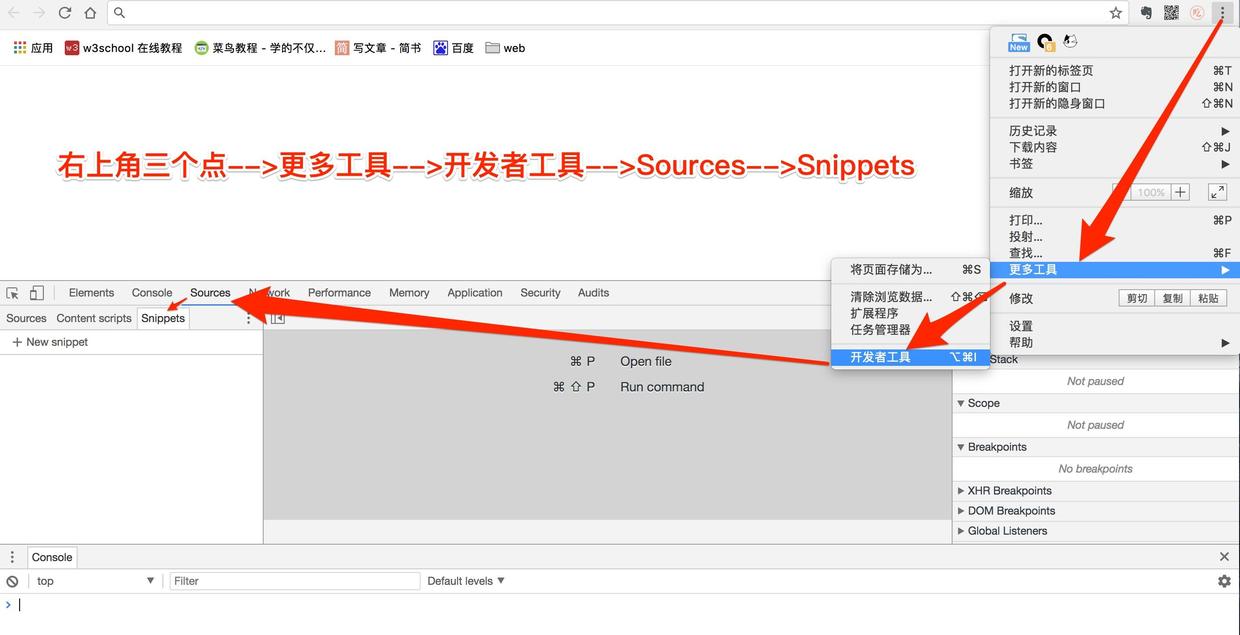 应用 w3school 在线教程 菜鸟教程 - 学的不仅... 写文章 - 简书 百度 web
右上角三个点-->更多工具-->开发者工具-->Sources-->Snippets
New
打开新的标签页 ⌘T
打开新的窗口 ⌘N
打开新的隐身窗口 ⇧⌘N
历史记录 ▶
下载内容 ⇧⌘J
书签 ▶
缩放 100% +
打印... ⌘P
投射...
查找... ⌘F
更多工具 ▶
修改 剪切 复制 粘贴
设置
帮助 ▶
将页面存储为... ⌘S
清除浏览数据... ⇧⌘⌫
扩展程序
任务管理器
开发者工具 ⌥⌘I
Elements Console Sources Network Performance Memory Application Security Audits
Sources Content scripts Snippets
+ New snippet
⌘ P Open file
⌘ ⇧ P Run command
Stack
Not paused
▼ Scope
Not paused
▼ Breakpoints
No breakpoints
▶ XHR Breakpoints
▶ DOM Breakpoints
▶ Global Listeners
Console
top ▼ Filter Default levels ▼
>